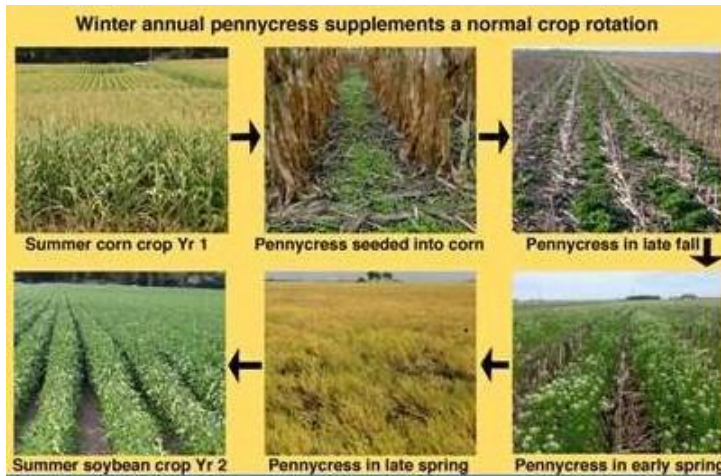 Winter annual pennycress supplements a normal crop rotation
Summer corn crop Yr 1
Pennycress seeded into corn
Pennycress in late fall
Pennycress in early spring
Pennycress in late spring
Summer soybean crop Yr 2